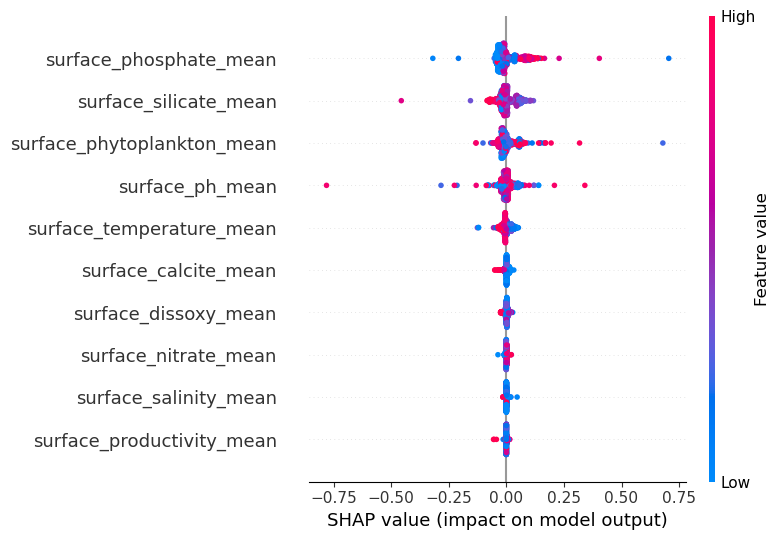 High
surface_phosphate_mean
surface_silicate_mean
surface_phytoplankton_mean
surface_ph_mean
surface_temperature_mean
surface_calcite_mean
surface_dissoxy_mean
surface_nitrate_mean
surface_salinity_mean
surface_productivity_mean
Feature value
Low
−0.75 −0.50 −0.25 0.00 0.25 0.50 0.75
SHAP value (impact on model output)